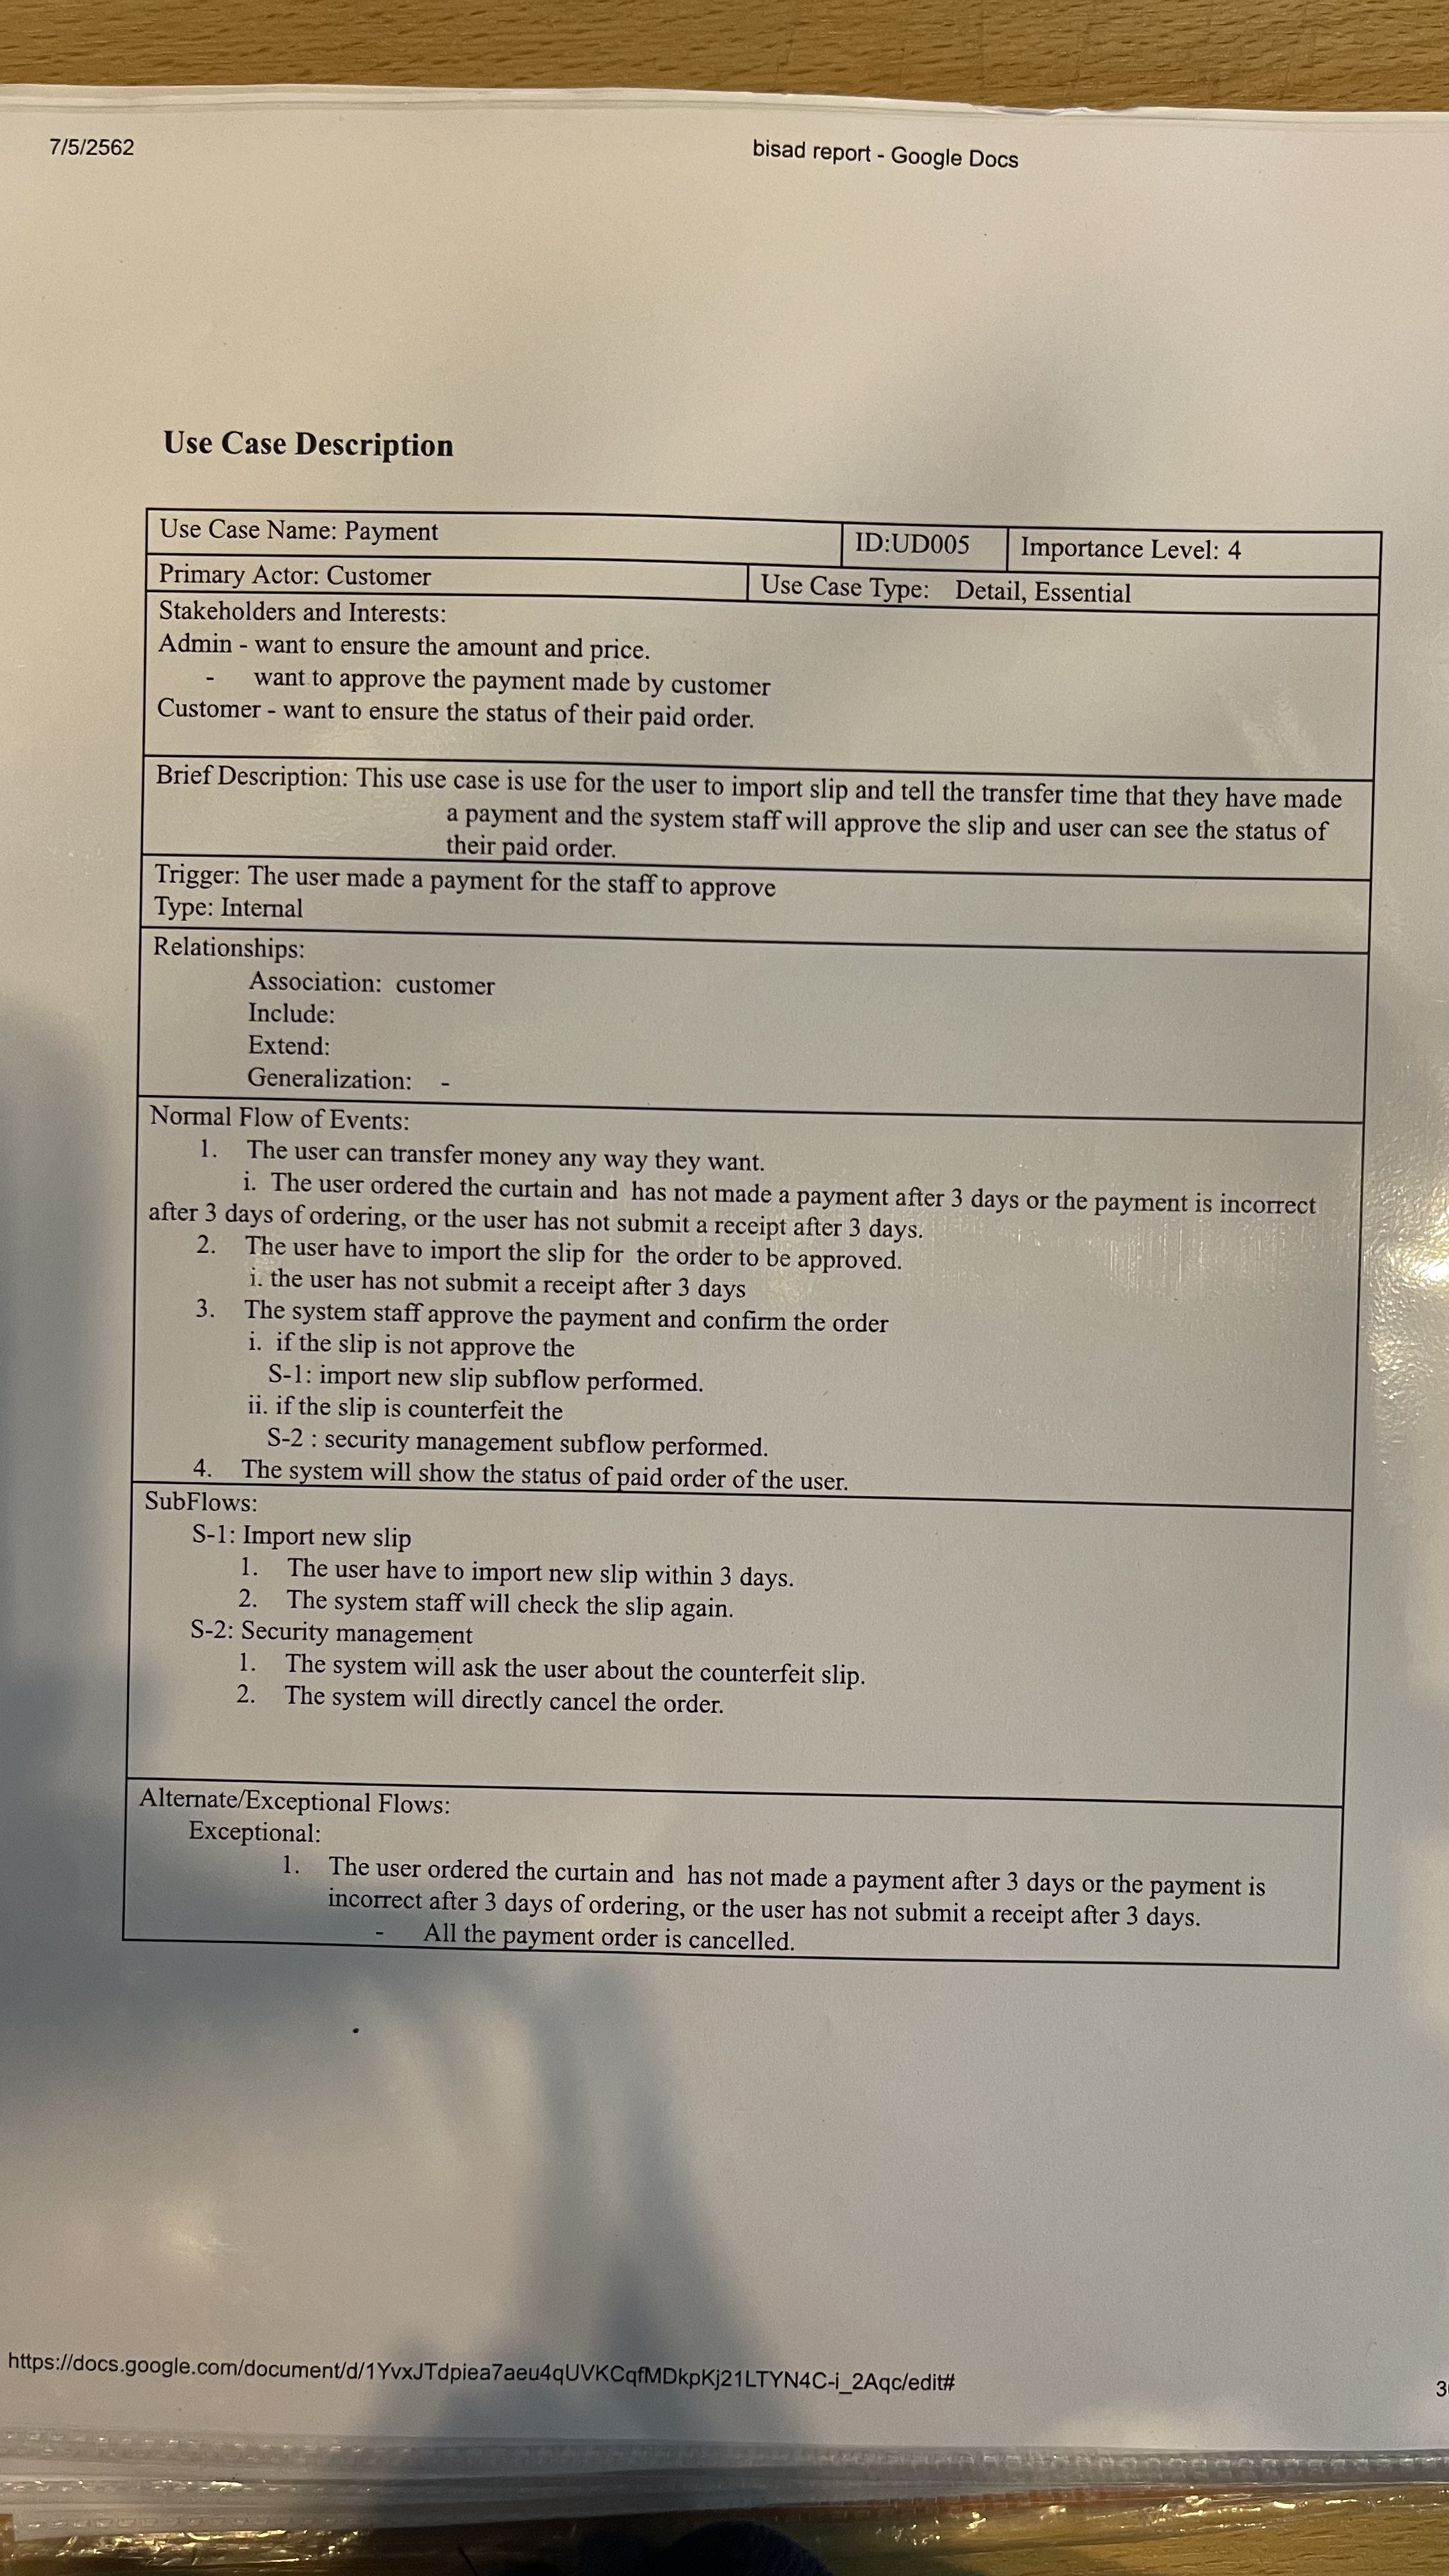 7/5/2562
bisad report - Google Docs
Use Case Description
Use Case Name: Payment
ID:UD005
Importance Level: 4
Primary Actor: Customer
Use Case Type: Detail, Essential
Stakeholders and Interests:
Admin - want to ensure the amount and price.
- want to approve the payment made by customer
Customer - want to ensure the status of their paid order.
Brief Description: This use case is use for the user to import slip and tell the transfer time that they have made
a payment and the system staff will approve the slip and user can see the status of
their paid order.
Trigger: The user made a payment for the staff to approve
Type: Internal
Relationships:
Association: customer
Include:
Extend:
Generalization: -
Normal Flow of Events:
1. The user can transfer money any way they want.
i. The user ordered the curtain and has not made a payment after 3 days or the payment is incorrect
after 3 days of ordering, or the user has not submit a receipt after 3 days.
2. The user have to import the slip for the order to be approved.
i. the user has not submit a receipt after 3 days
3. The system staff approve the payment and confirm the order
i. if the slip is not approve the
S-1: import new slip subflow performed.
ii. if the slip is counterfeit the
S-2 : security management subflow performed.
4. The system will show the status of paid order of the user.
SubFlows:
S-1: Import new slip
1. The user have to import new slip within 3 days.
2. The system staff will check the slip again.
S-2: Security management
1. The system will ask the user about the counterfeit slip.
2. The system will directly cancel the order.
Alternate/Exceptional Flows:
Exceptional:
1. The user ordered the curtain and has not made a payment after 3 days or the payment is
incorrect after 3 days of ordering, or the user has not submit a receipt after 3 days.
- All the payment order is cancelled.
https://docs.google.com/document/d/1YvxJTdpiea7aeu4qUVKCqfMDkpKj21LTYN4C-i_2Aqc/edit#